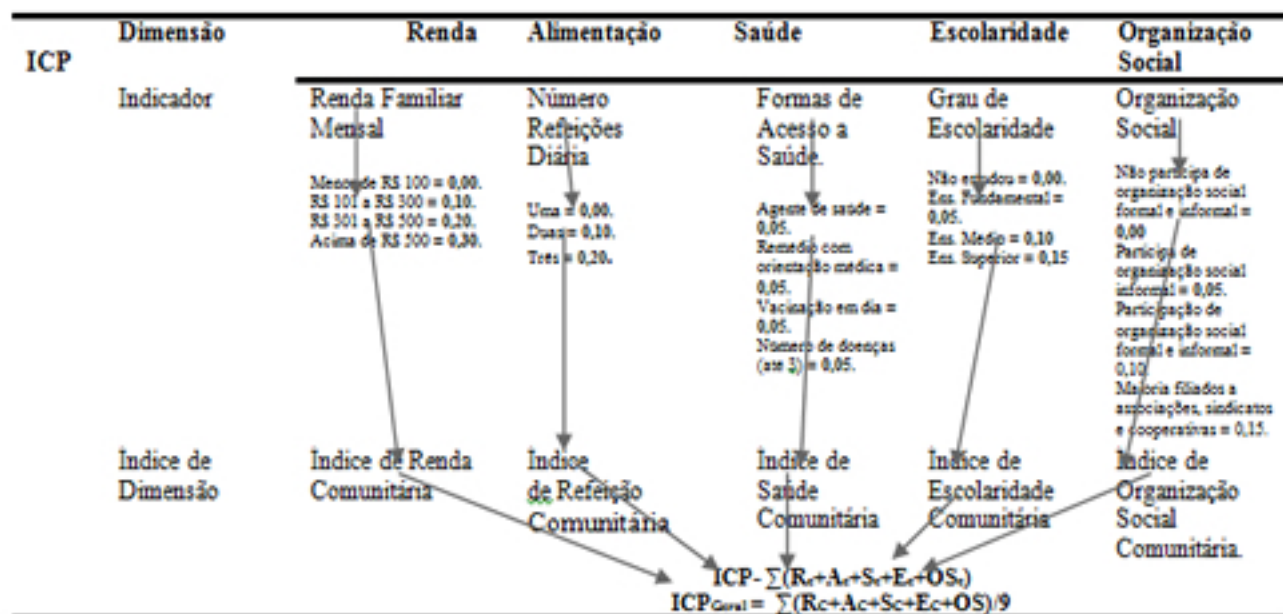 Dimensão Renda Alimentação Saúde Escolaridade Organização Social
ICP
Indicador
Renda Familiar
Mensal
Menos de R$ 100 = 0,00.
R$ 101 a R$ 300 = 0,10.
R$ 301 a R$ 500 = 0,20.
Acima de R$ 500 = 0,30.
Número
Refeições
Diária
Uma = 0,00.
Duas = 0,10.
Três = 0,20.
Formas de
Acesso a
Saúde.
Agente de saúde =
0,05.
Remédio com
orientação médica =
0,05.
Vacinação em dia =
0,05.
Número de doenças
(até 3) = 0,05.
Grau de
Escolaridade
Não estudou = 0,00.
Ens. Fundamental =
0,05.
Ens. Medio = 0,10
Ens. Superior = 0,15
Organização
Social
Não participa de
organização social
formal e informal =
0,00
Participa de
organização social
informal = 0,05.
Participação de
organização social
formal e informal =
0,10
Maioria filiados a
associações, sindicatos
e cooperativas = 0,15.
Índice de
Dimensão
Índice de Renda
Comunitária
Índice
de Refeição
Comunitária
Índice de
Saúde
Comunitária
Índice de
Escolaridade
Comunitária
Índice de
Organização
Social
Comunitária.
ICP- ∑(Rc+Ac+Sc+Ec+OSc)
ICPGeral = ∑(Rc+Ac+Sc+Ec+OS)/9